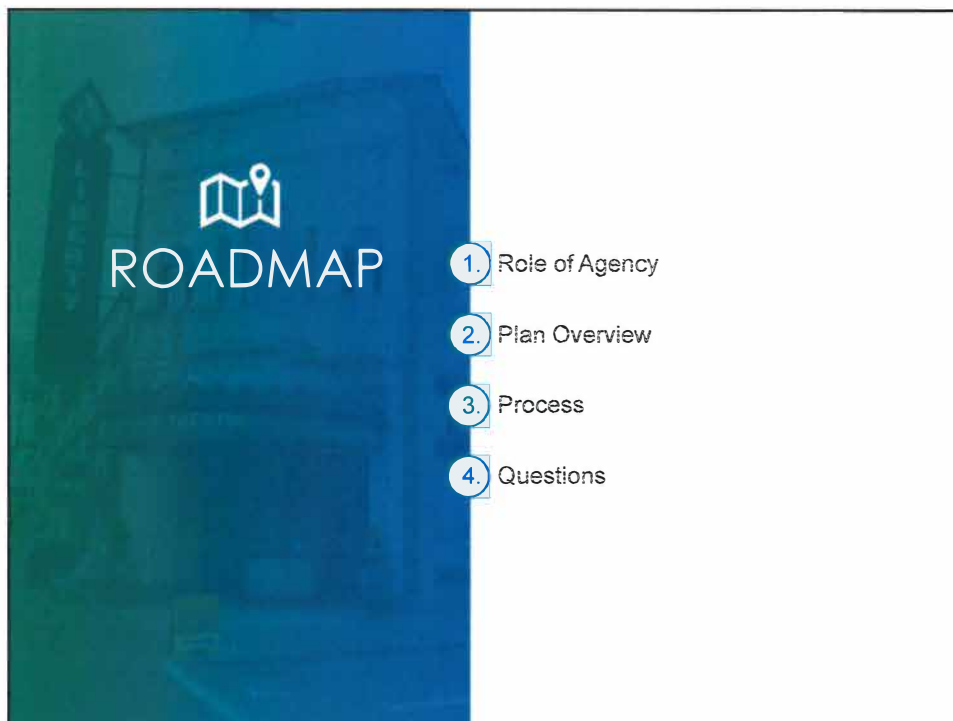 ROADMAP
1. Role of Agency
2. Plan Overview
3. Process
4. Questions